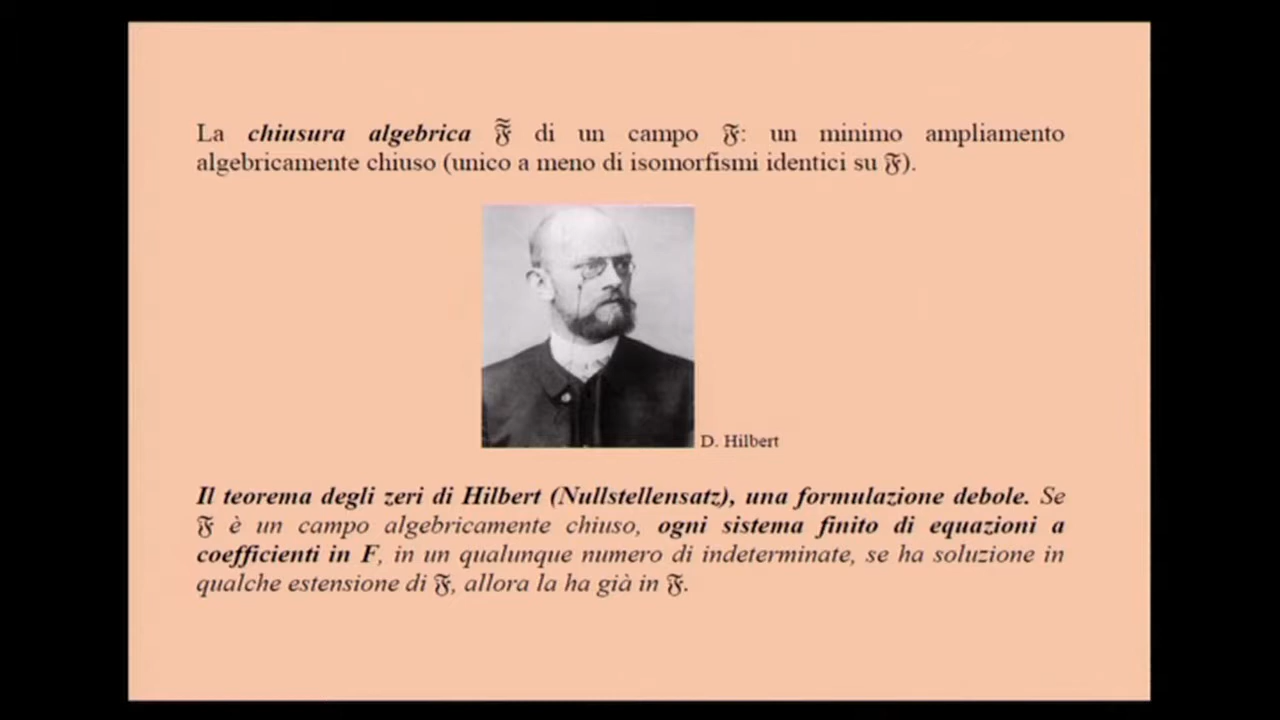 La chiusura algebrica 𝔉̃̃ di un campo 𝔉: un minimo ampliamento
algebricamente chiuso (unico a meno di isomorfismi identici su 𝔉).
D. Hilbert
Il teorema degli zeri di Hilbert (Nullstellensatz), una formulazione debole. Se
𝔉 è un campo algebricamente chiuso, ogni sistema finito di equazioni a
coefficienti in F, in un qualunque numero di indeterminate, se ha soluzione in
qualche estensione di 𝔉, allora la ha già in 𝔉.